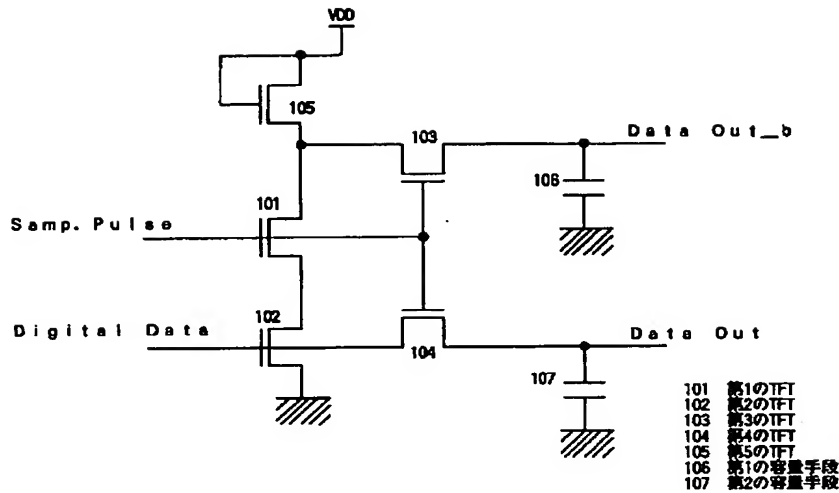 VDD
105
103
Data Out_b
106
101
Samp. Pulse
102
Digital Data
104
Data Out
107
101 第1のTFT
102 第2のTFT
103 第3のTFT
104 第4のTFT
105 第5のTFT
106 第1の容量手段
107 第2の容量手段